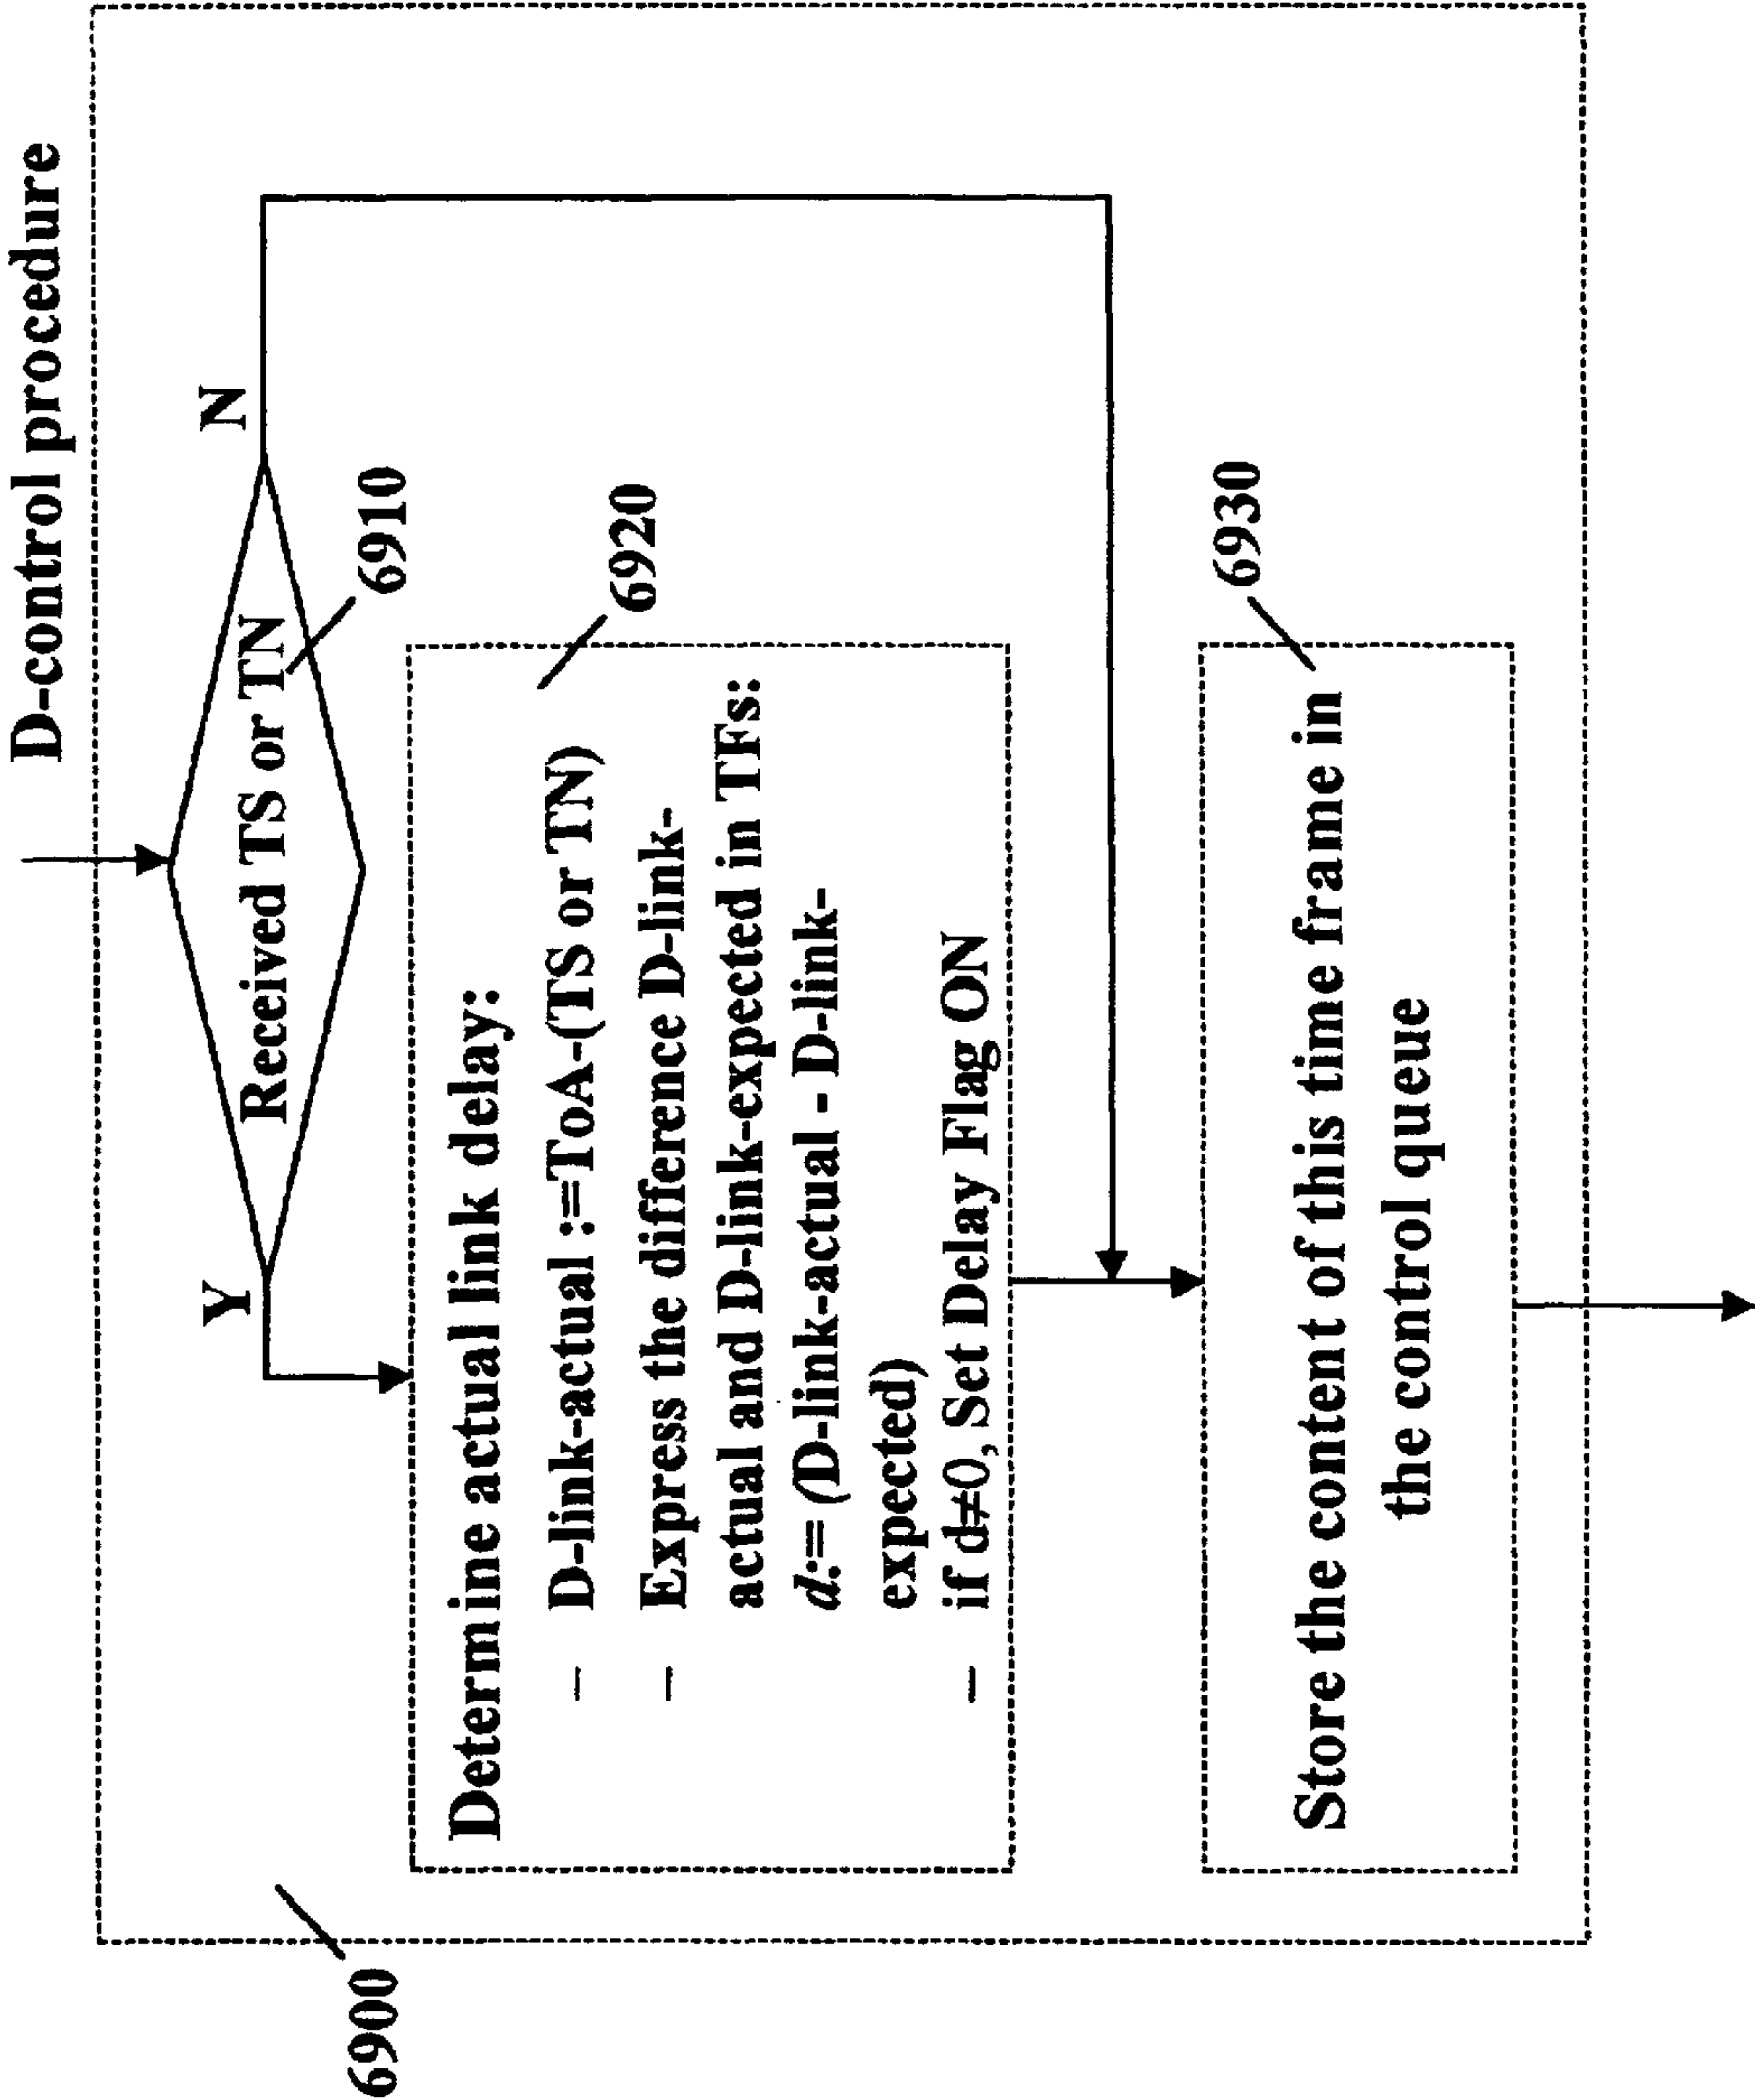 D-control procedure
Y
N
Received TS or TN
6910
6900
6920
Determine actual link delay:
– D-link-actual :=ToA-(TS or TN)
– Express the difference D-link-
actual and D-link-expected in TFs:
d:= (D-link-actual - D-link-
expected)
– if d≠0, Set Delay Flag ON
6930
Store the content of this time frame in
the control queue